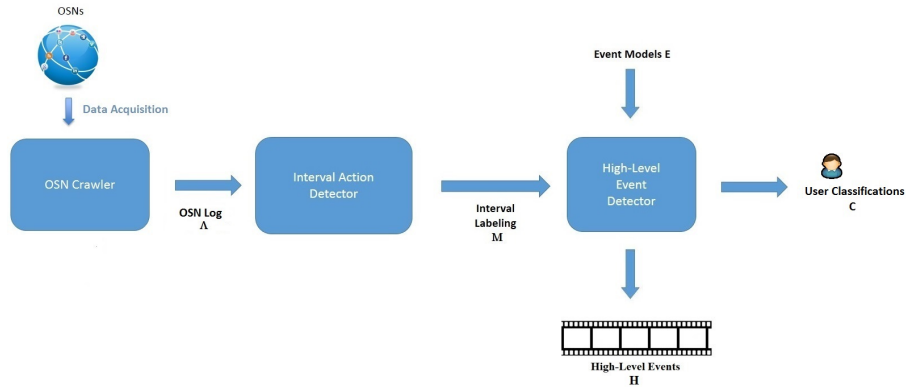 OSNs
Data Acquisition
OSN Crawler
OSN Log
Λ
Interval Action
Detector
Interval
Labeling
M
Event Models E
High-Level
Event
Detector
User Classifications
C
High-Level Events
H